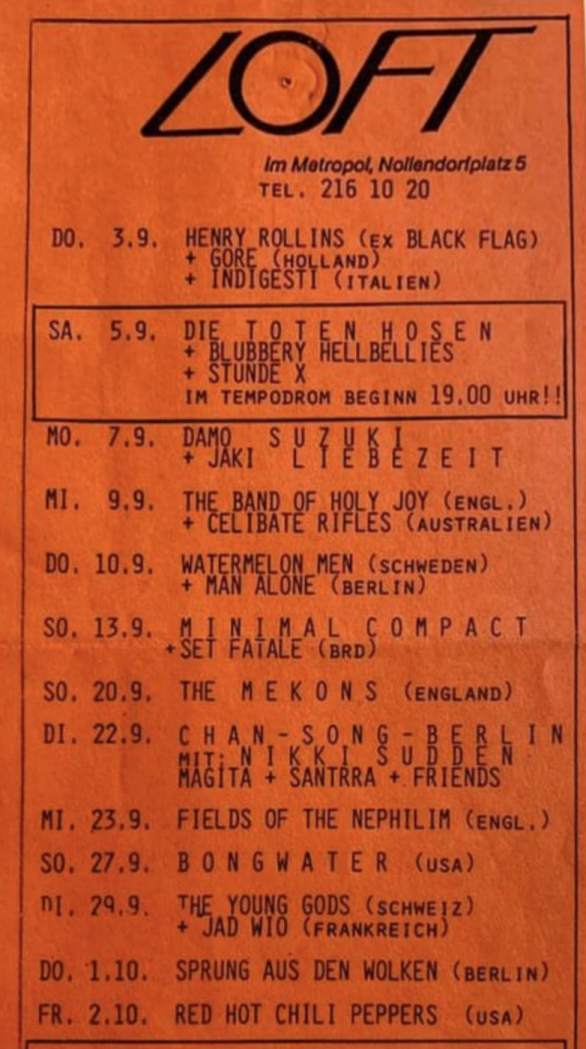 LOFT
Im Metropol, Nollendorfplatz 5
TEL. 216 10 20
DO. 3.9. HENRY ROLLINS (EX BLACK FLAG)
+ GORE (HOLLAND)
+ INDIGESTI (ITALIEN)
SA. 5.9. DIE TOTEN HOSEN
+ BLUBBERY HELLBELLIES
+ STUNDE X
IM TEMPODROM BEGINN 19.00 UHR!!
MO. 7.9. DAMO SUZUKI
+ JAKI LIEBEZEIT
MI. 9.9. THE BAND OF HOLY JOY (ENGL.)
+ CELIBATE RIFLES (AUSTRALIEN)
DO. 10.9. WATERMELON MEN (SCHWEDEN)
+ MAN ALONE (BERLIN)
SO. 13.9. MINIMAL COMPACT
+ SET FATALE (BRD)
SO. 20.9. THE MEKONS (ENGLAND)
DI. 22.9. CHAN-SONG-BERLIN
MIT: NIKKI SUDDEN
MAGITA + SANTRRA + FRIENDS
MI. 23.9. FIELDS OF THE NEPHILIM (ENGL.)
SO. 27.9. BONGWATER (USA)
DI. 29.9. THE YOUNG GODS (SCHWEIZ)
+ JAD WIO (FRANKREICH)
DO. 1.10. SPRUNG AUS DEN WOLKEN (BERLIN)
FR. 2.10. RED HOT CHILI PEPPERS (USA)